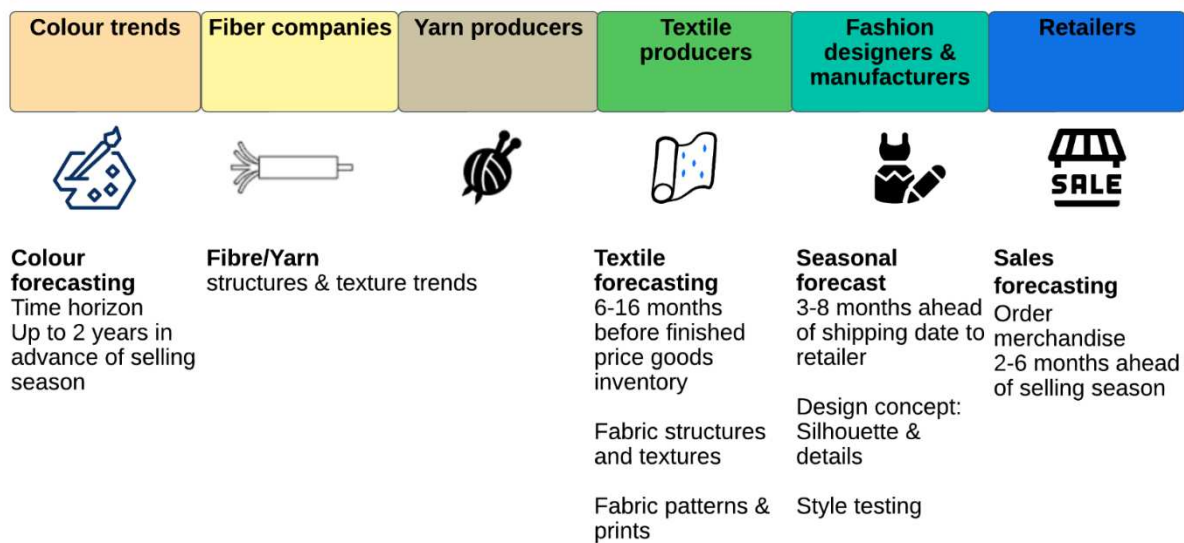 Colour trends
Fiber companies
Yarn producers
Textile
producers
Fashion
designers &
manufacturers
Retailers
SALE
Colour
forecasting
Time horizon
Up to 2 years in
advance of selling
season
Fibre/Yarn
structures & texture trends
Textile
forecasting
6-16 months
before finished
price goods
inventory
Fabric structures
and textures
Fabric patterns &
prints
Seasonal
forecast
3-8 months ahead
of shipping date to
retailer
Design concept:
Silhouette &
details
Style testing
Sales
forecasting
Order
merchandise
2-6 months ahead
of selling season